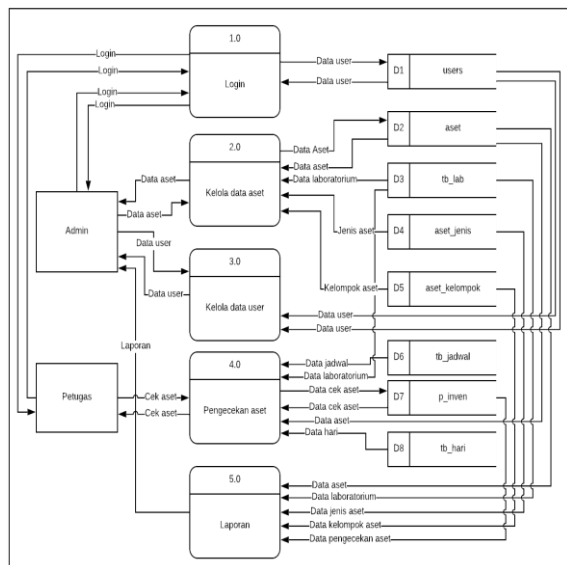 1.0
Login
Login
Login
Login
Login
Data user
Data user
D1
users
2.0
Kelola data aset
Data Aset
Data aset
Data laboratorium
Jenis aset
Kelompok aset
D2
aset
D3
tb_lab
D4
aset_jenis
D5
aset_kelompok
Admin
Data aset
Data aset
Data user
Data user
3.0
Kelola data user
Data user
Data user
Laporan
4.0
Pengecekan aset
Data jadwal
Data laboratorium
Data cek aset
Data cek aset
Data aset
Data hari
D6
tb_jadwal
D7
p_inven
D8
tb_hari
Petugas
Cek aset
Cek aset
5.0
Laporan
Data aset
Data laboratorium
Data jenis aset
Data kelompok aset
Data pengecekan aset